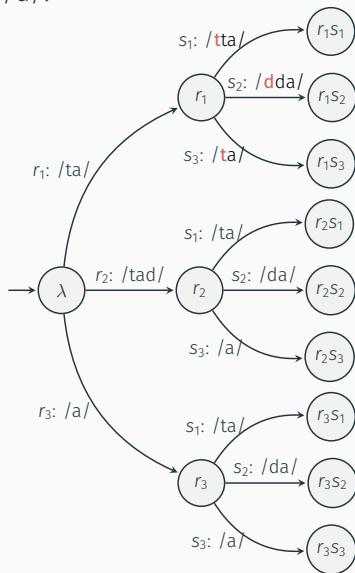 s₁: /tta/
r₁s₁
r₁
s₂: /dda/
r₁s₂
s₃: /ta/
r₁s₃
r₁: /ta/
s₁: /ta/
r₂s₁
λ
r₂: /tad/
r₂
s₂: /da/
r₂s₂
s₃: /a/
r₂s₃
r₃: /a/
s₁: /ta/
r₃s₁
r₃
s₂: /da/
r₃s₂
s₃: /a/
r₃s₃